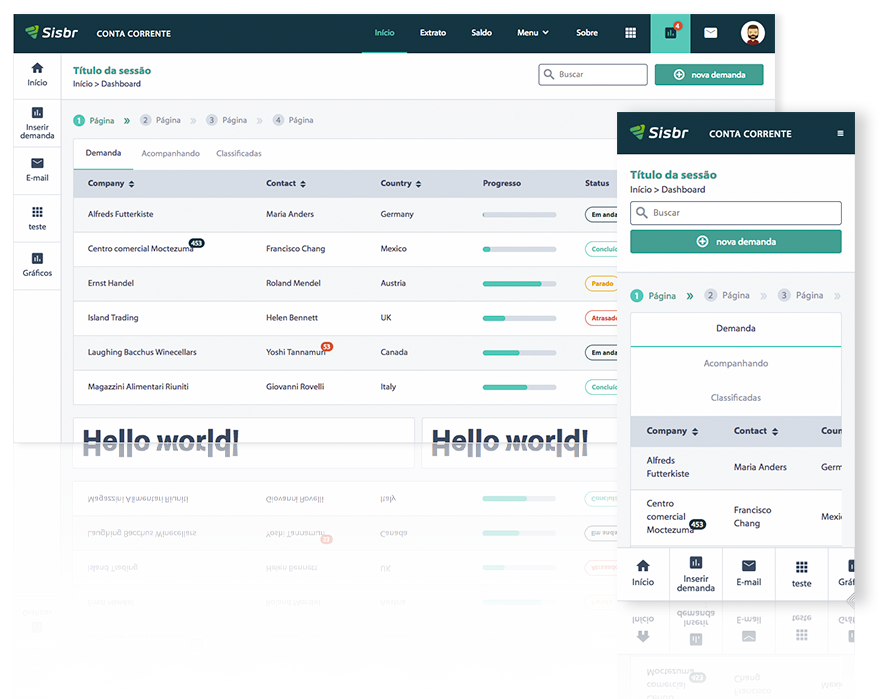 Sisbr CONTA CORRENTE Início Extrato Saldo Menu Sobre 4
Início
Inserir demanda
E-mail
teste
Gráficos
Título da sessão
Início > Dashboard
Buscar
nova demanda
1 Página » 2 Página » 3 Página » 4 Página
Demanda Acompanhando Classificadas
Company Contact Country Progresso Status
Alfreds Futterkiste Maria Anders Germany Em anda
Centro comercial Moctezuma 453 Francisco Chang Mexico Concluíd
Ernst Handel Roland Mendel Austria Parado
Island Trading Helen Bennett UK Atrasado
Laughing Bacchus Winecellars Yoshi Tannamuri 53 Canada Em anda
Magazzini Alimentari Riuniti Giovanni Rovelli Italy Concluíd
Hello world! Hello world!
Sisbr CONTA CORRENTE
Título da sessão
Início > Dashboard
Buscar
nova demanda
1 Página » 2 Página » 3 Página »
Demanda
Acompanhando
Classificadas
Company Contact Coun
Alfreds
Futterkiste Maria Anders Germ
Centro
comercial
Moctezuma 453 Francisco
Chang Mexi
Início
Inserir
demanda
E-mail
teste
Gráf